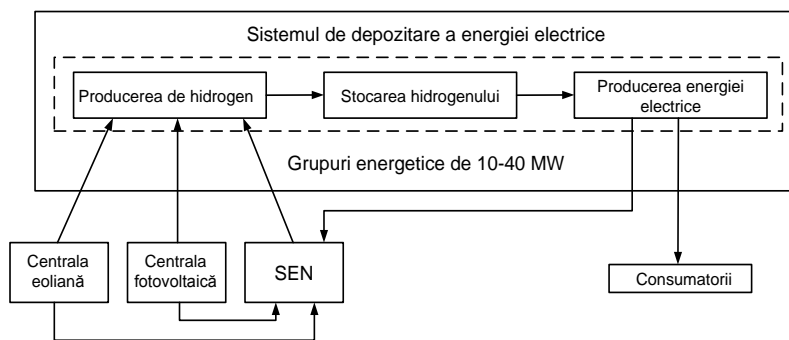 Sistemul de depozitare a energiei electrice
Producerea de hidrogen
Stocarea hidrogenului
Producerea energiei
electrice
Grupuri energetice de 10-40 MW
Centrala
eoliană
Centrala
fotovoltaică
SEN
Consumatorii